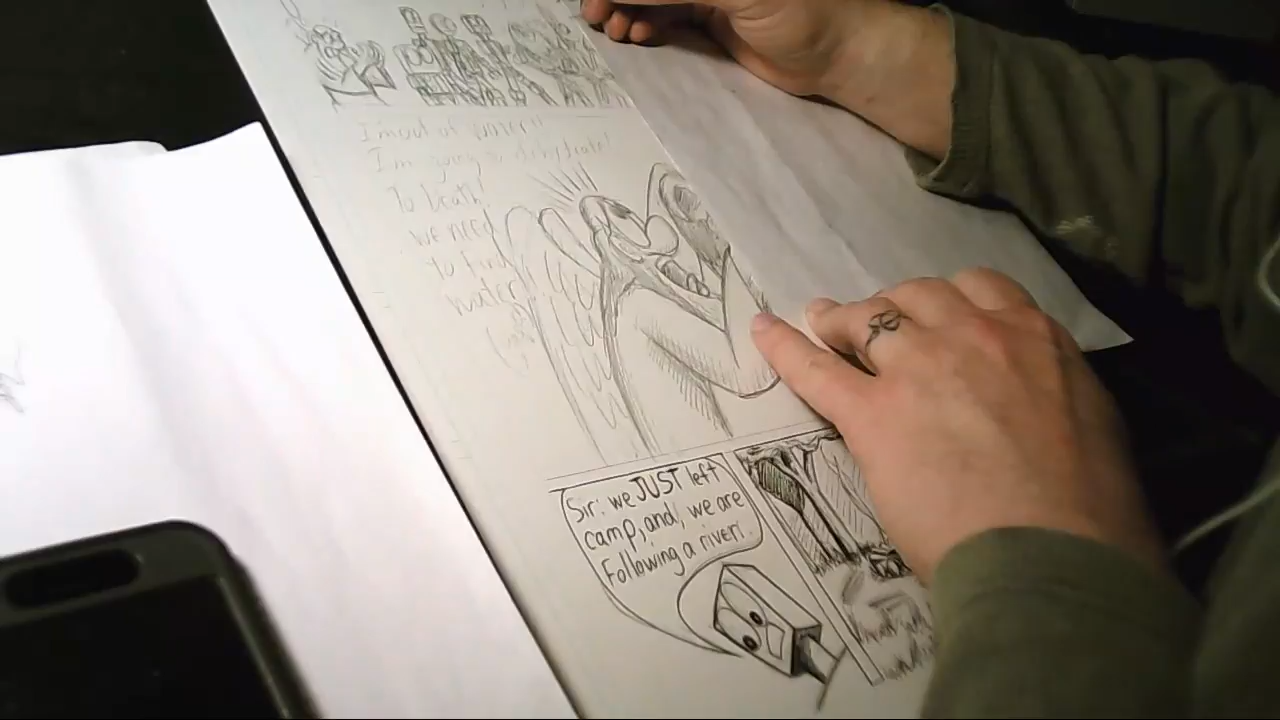 I'm out of water!!
I'm going to dehydrate!
To death!
we need
to find
water!
Sir: we JUST left
camp, and, we are
Following a river!